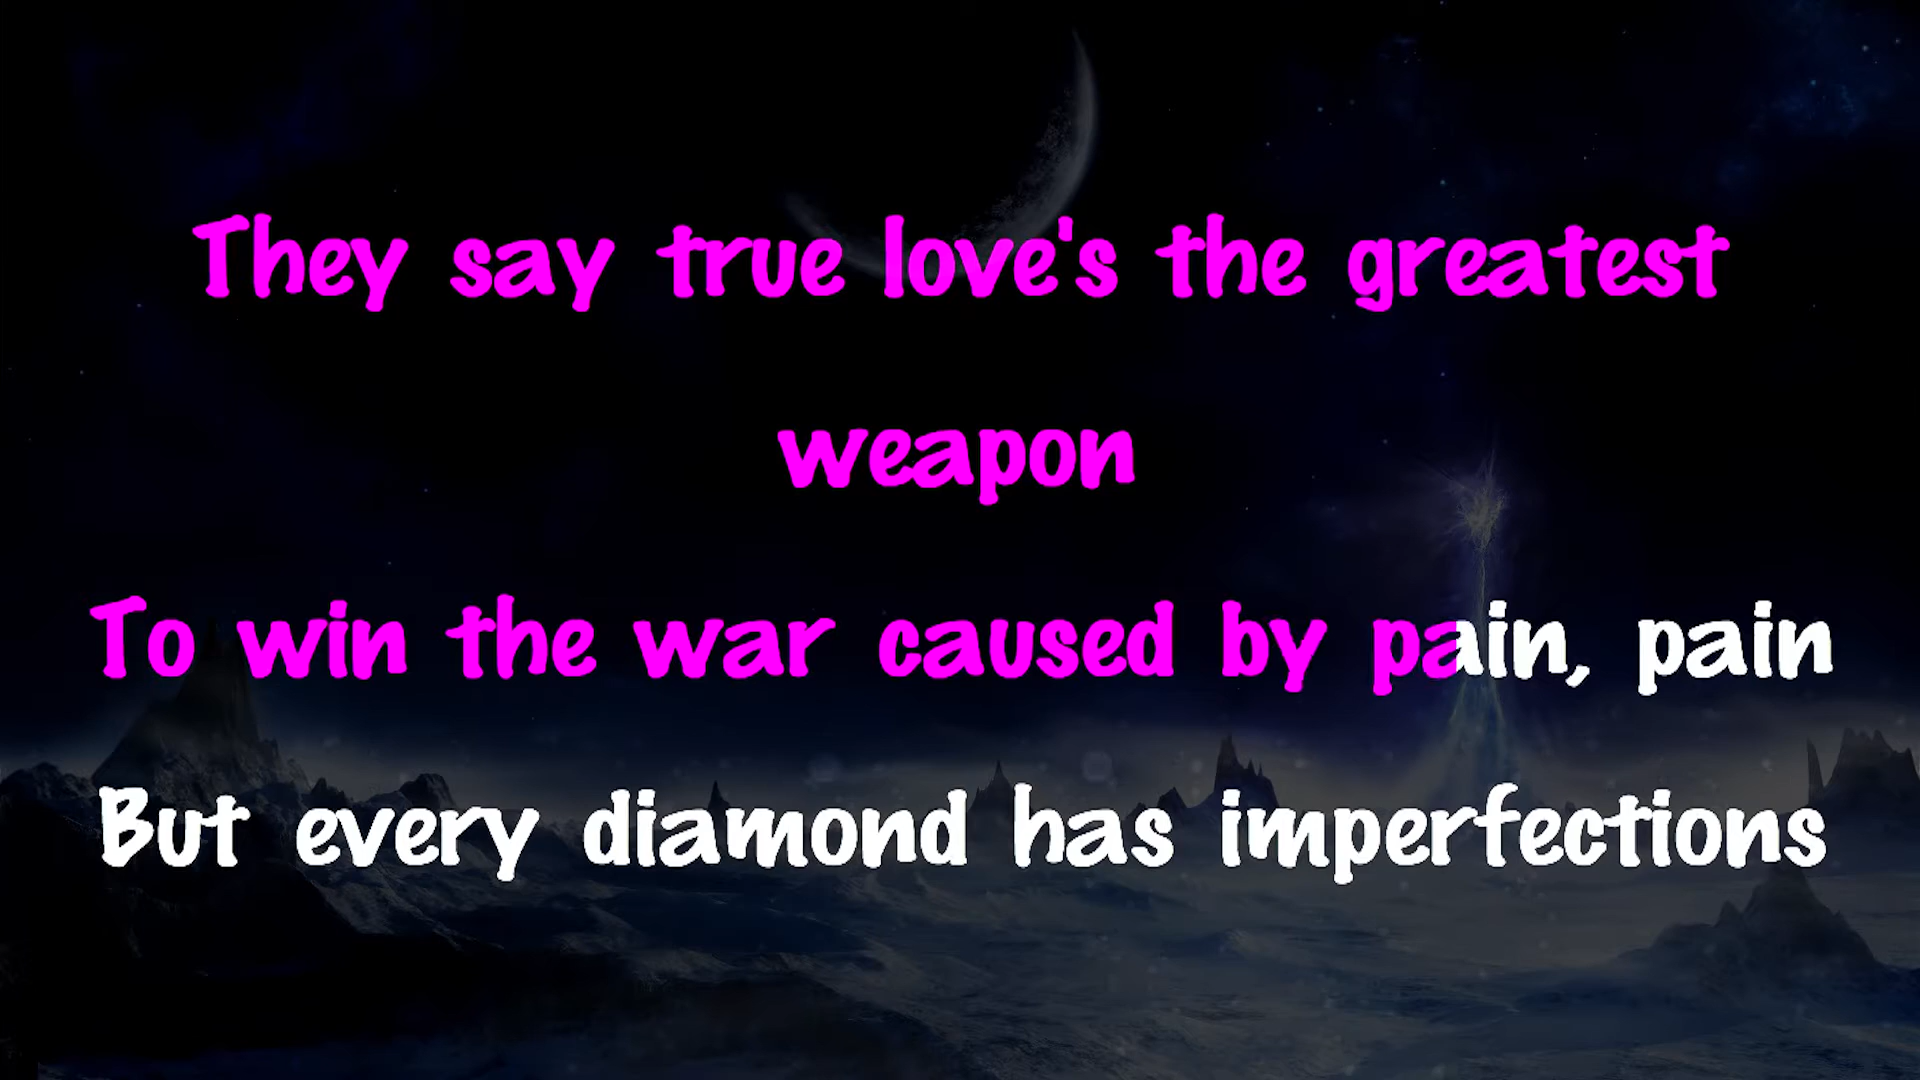 They say true love's the greatest
weapon
To win the war caused by pain, pain
But every diamond has imperfections